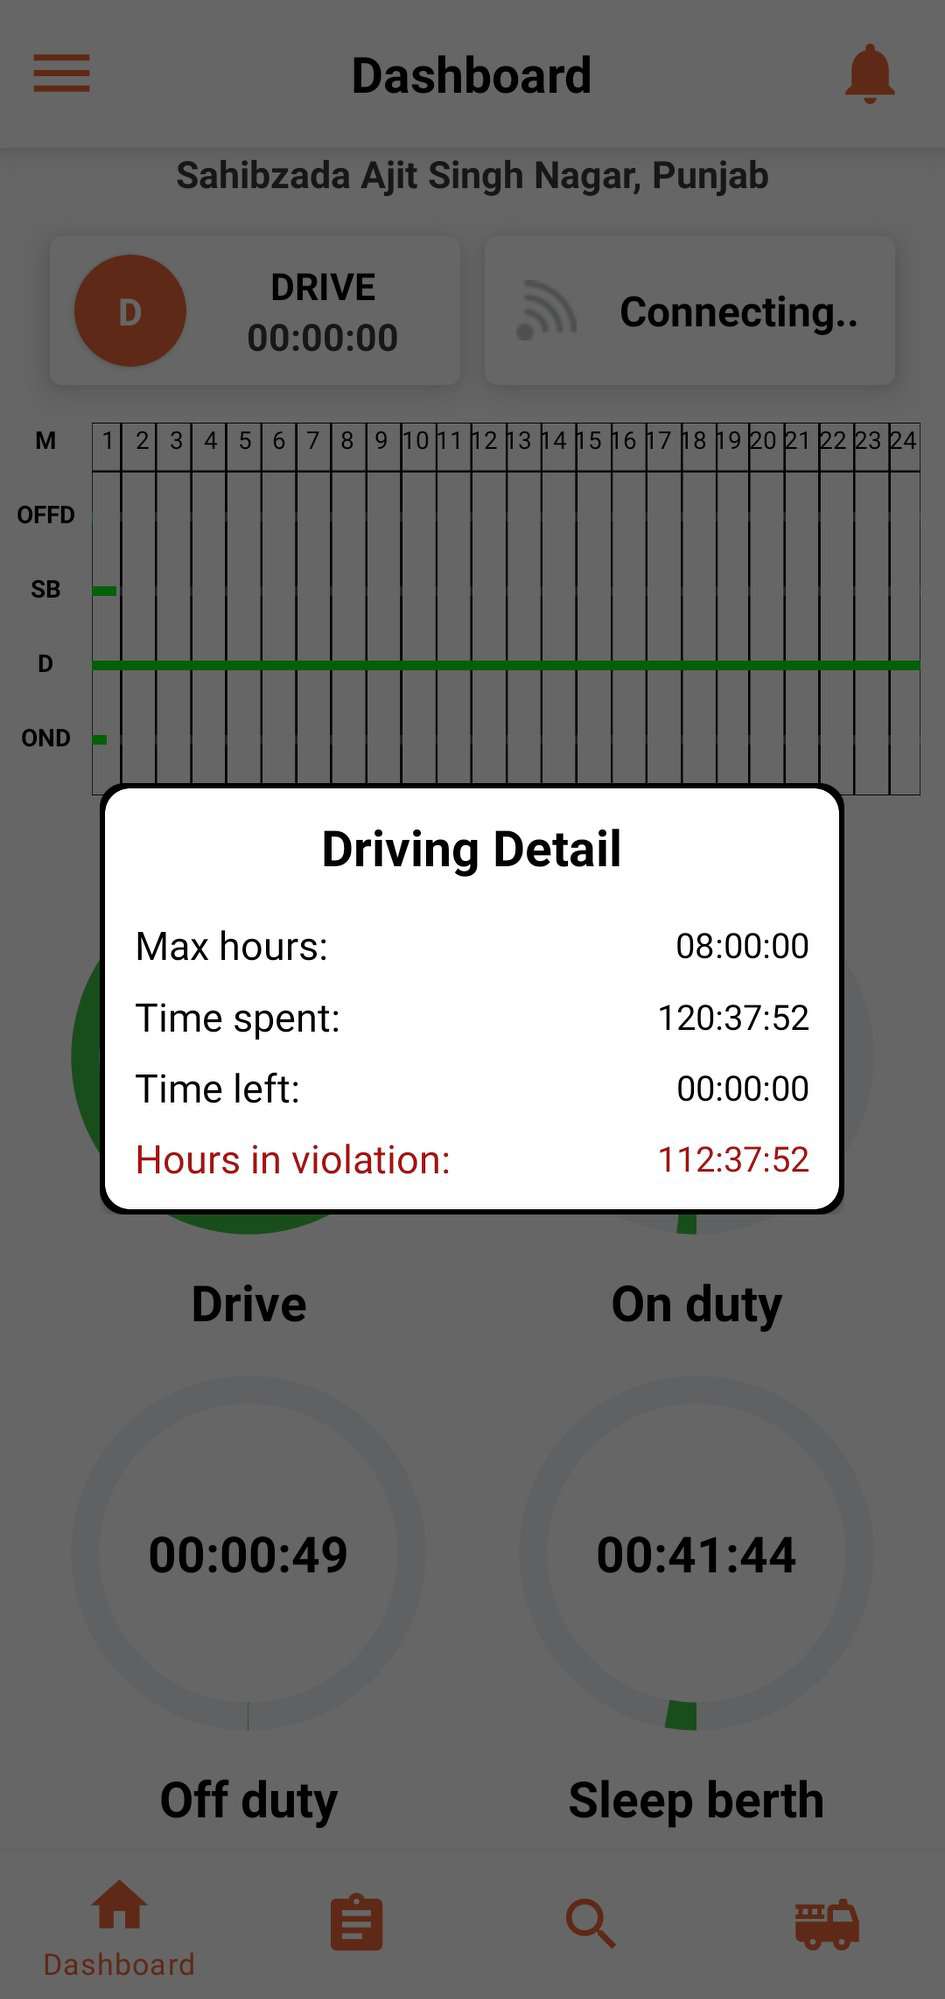 Dashboard
Sahibzada Ajit Singh Nagar, Punjab
D
DRIVE
00:00:00
Connecting..
M 1 2 3 4 5 6 7 8 9 10 11 12 13 14 15 16 17 18 19 20 21 22 23 24
OFFD
SB
D
OND
Driving Detail
Max hours: 08:00:00
Time spent: 120:37:52
Time left: 00:00:00
Hours in violation: 112:37:52
Drive
On duty
00:00:49
00:41:44
Off duty
Sleep berth
Dashboard